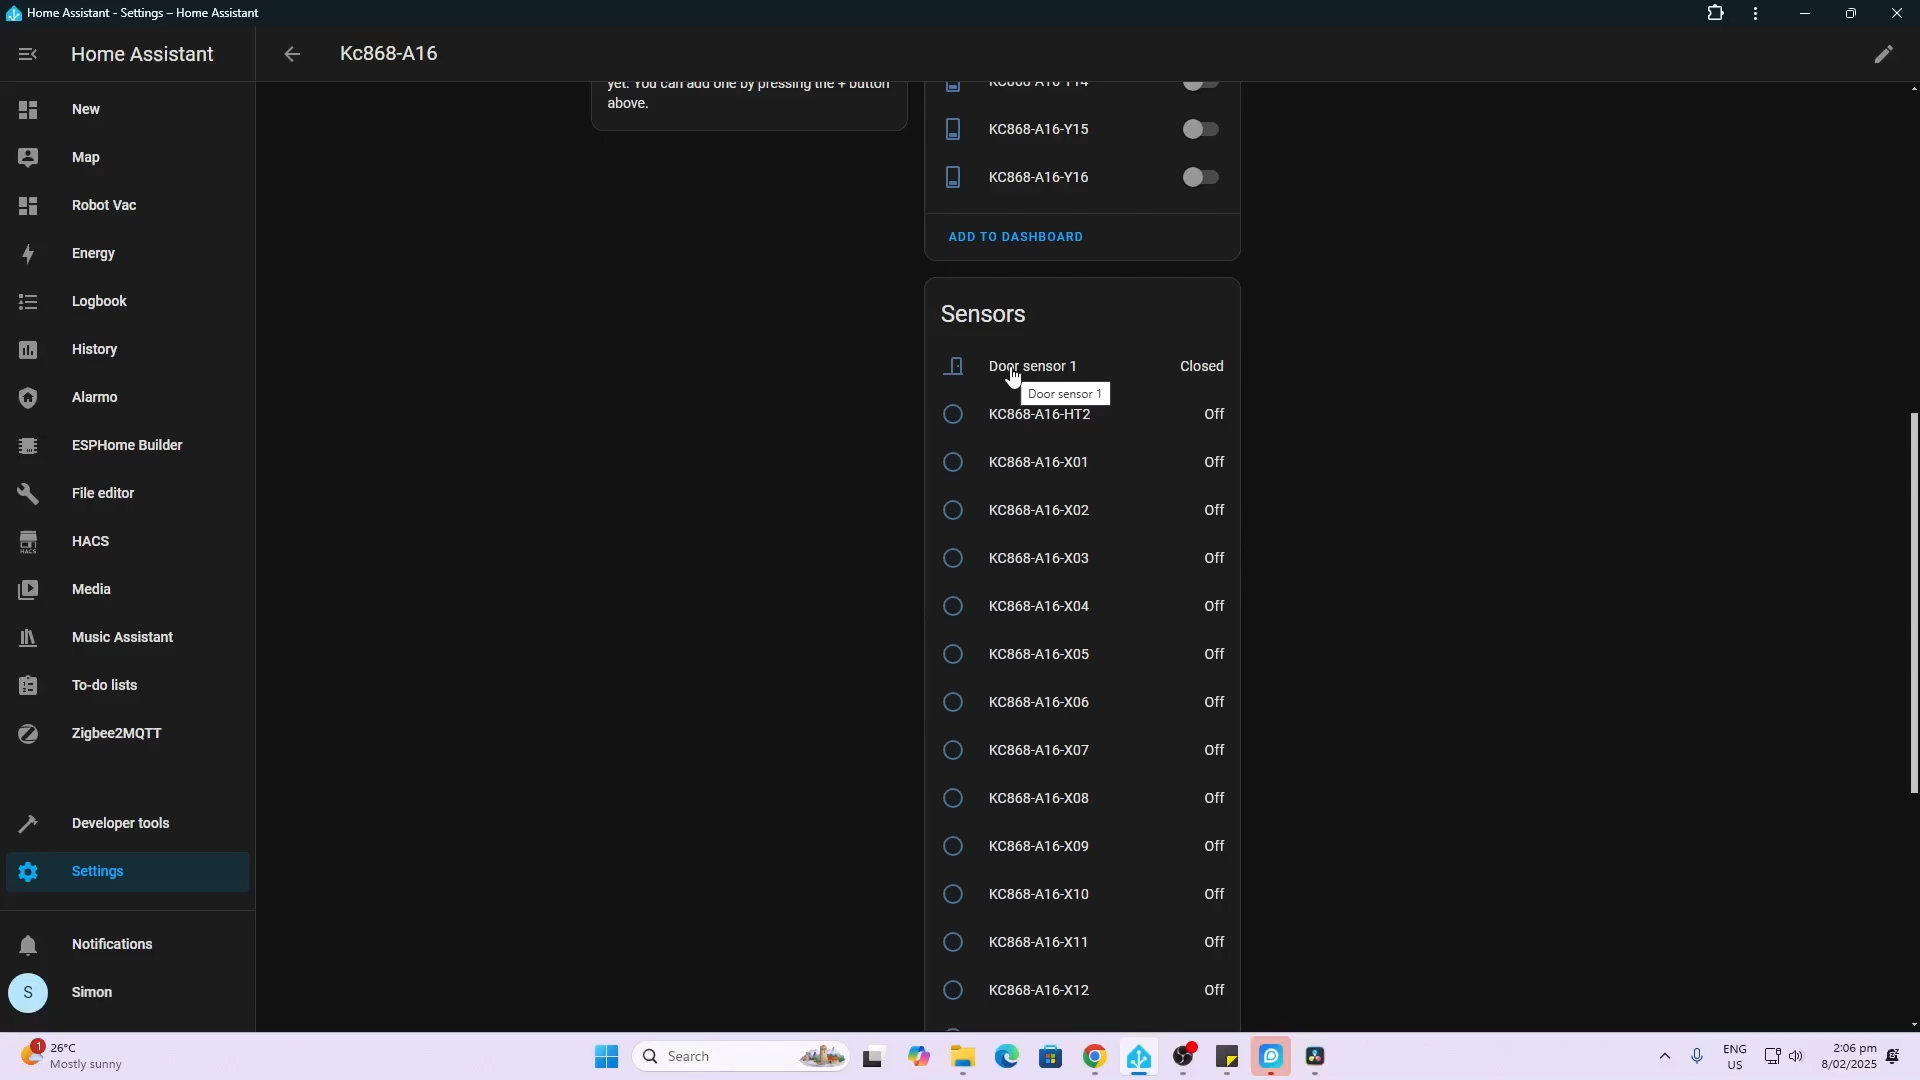 Home Assistant - Settings – Home Assistant
Home Assistant
Kc868-A16
New
Map
Robot Vac
Energy
Logbook
History
Alarmo
ESPHome Builder
File editor
HACS
HACS
Media
Music Assistant
To-do lists
Zigbee2MQTT
Developer tools
Settings
Notifications
S
Simon
yet. You can add one by pressing the + button
above.
KC868-A16-Y14
KC868-A16-Y15
KC868-A16-Y16
ADD TO DASHBOARD
Sensors
Door sensor 1 Closed
Door sensor 1
KC868-A16-HT2 Off
KC868-A16-X01 Off
KC868-A16-X02 Off
KC868-A16-X03 Off
KC868-A16-X04 Off
KC868-A16-X05 Off
KC868-A16-X06 Off
KC868-A16-X07 Off
KC868-A16-X08 Off
KC868-A16-X09 Off
KC868-A16-X10 Off
KC868-A16-X11 Off
KC868-A16-X12 Off
1
26°C
Mostly sunny
Search
ENG
US
2:06 pm
8/02/2025